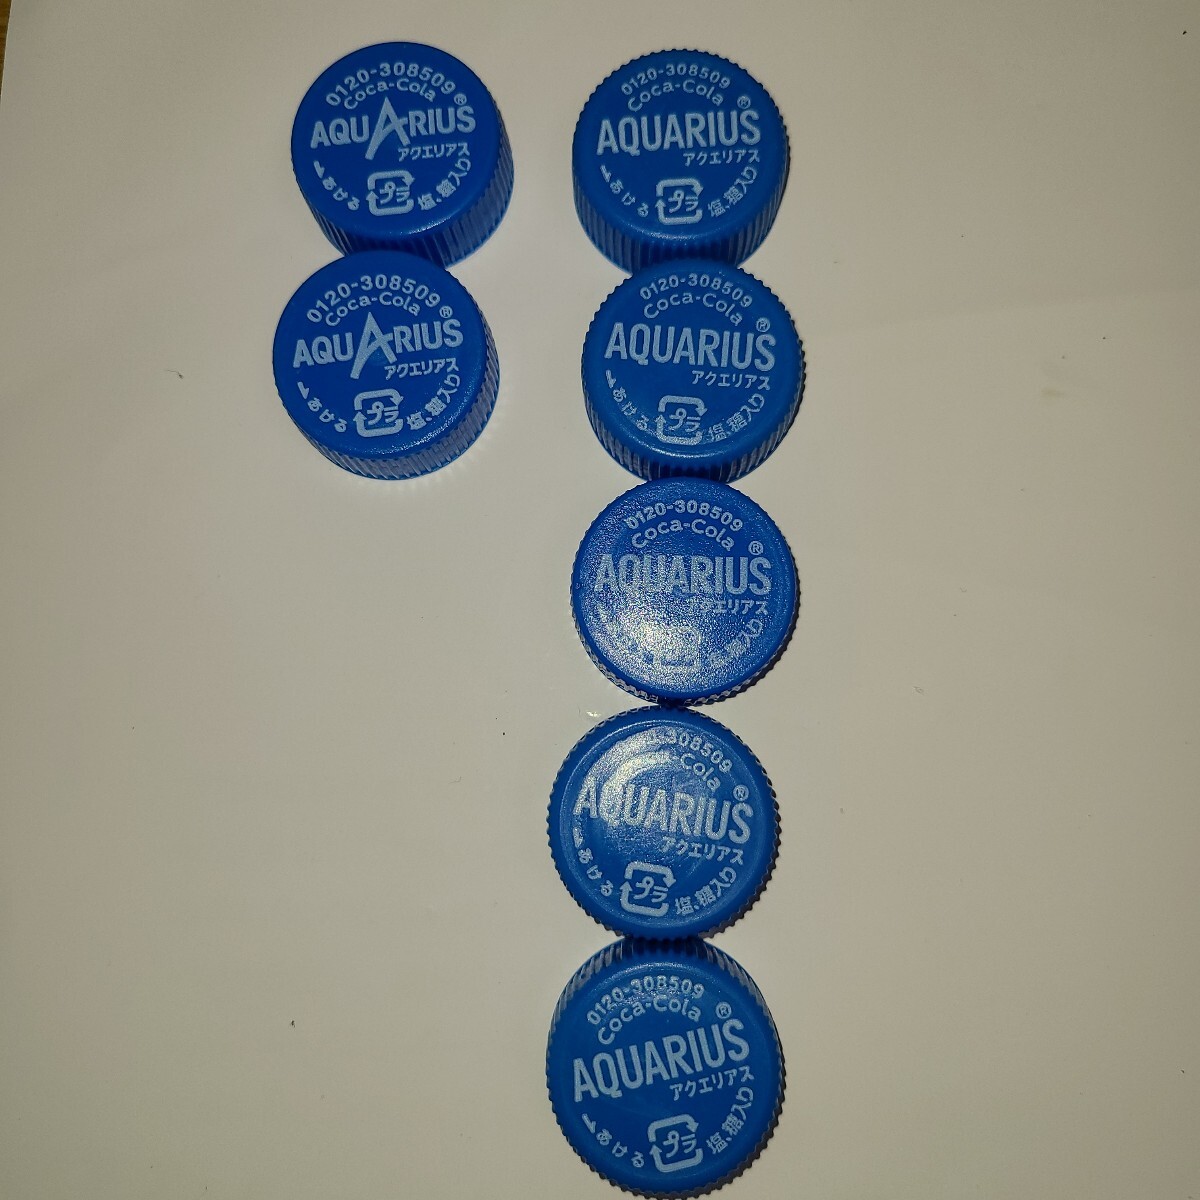 0120-308509
Coca-Cola
AQUARIUS®
アクエリアス
あける
プラ
塩、糖入り
0120-308509
Coca-Cola
AQUARIUS®
アクエリアス
あける
プラ
塩、糖入り
0120-308509
Coca-Cola
AQUARIUS®
アクエリアス
あける
プラ
塩、糖入り
0120-308509
Coca-Cola
AQUARIUS®
アクエリアス
あける
プラ
塩、糖入り
0120-308509
Coca-Cola
AQUARIUS®
アクエリアス
塩、糖入り
308509
Cola
AQUARIUS®
アクエリアス
あける
プラ
塩、糖入り
0120-308509
Coca-Cola
AQUARIUS®
アクエリアス
あける
プラ
塩、糖入り